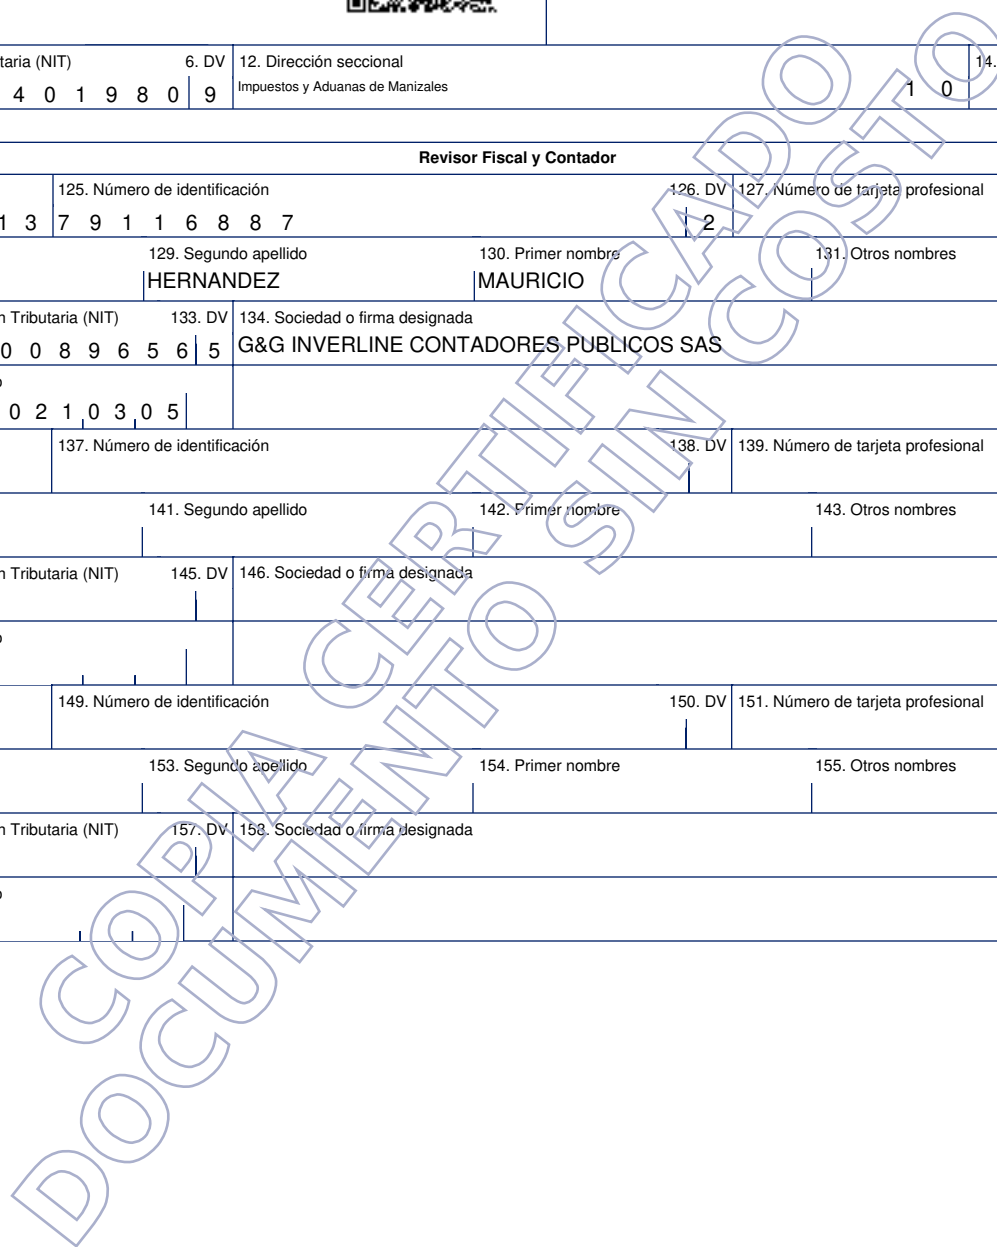 taria (NIT) 6. DV 12. Dirección seccional 14.
4 0 1 9 8 0 9 Impuestos y Aduanas de Manizales 1 0
Revisor Fiscal y Contador
125. Número de identificación 126. DV 127. Número de tarjeta profesional
1 3 7 9 1 1 6 8 8 7 2
129. Segundo apellido 130. Primer nombre 131. Otros nombres
HERNANDEZ MAURICIO
n Tributaria (NIT) 133. DV 134. Sociedad o firma designada
0 0 8 9 6 5 6 5 G&G INVERLINE CONTADORES PUBLICOS SAS
o
0 2 1 0 3 0 5
137. Número de identificación 138. DV 139. Número de tarjeta profesional
141. Segundo apellido 142. Primer nombre 143. Otros nombres
n Tributaria (NIT) 145. DV 146. Sociedad o firma designada
o
149. Número de identificación 150. DV 151. Número de tarjeta profesional
153. Segundo apellido 154. Primer nombre 155. Otros nombres
n Tributaria (NIT) 157. DV 158. Sociedad o firma designada
o
COPIA CERTIFICADO
DOCUMENTO SIN COSTO